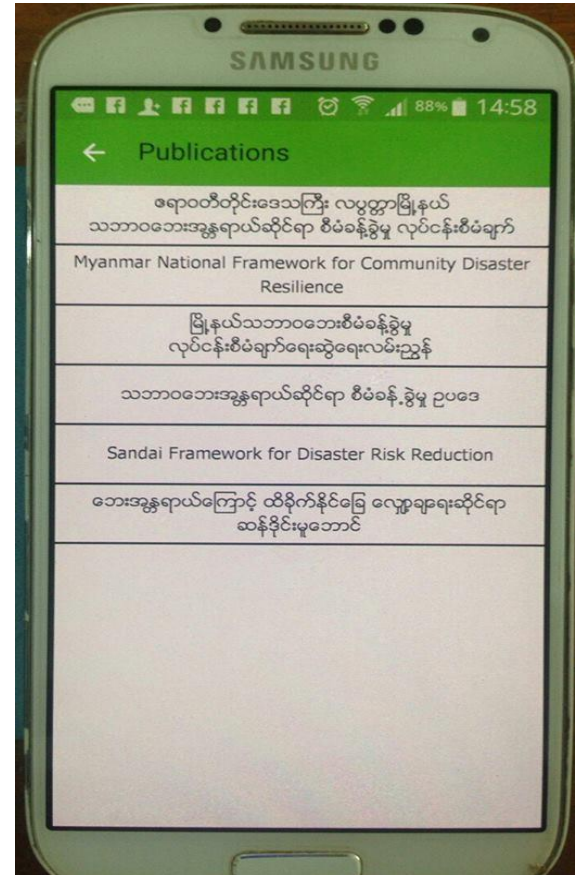 SAMSUNG
88% 14:58
Publications
ဧရာဝတီတိုင်းဒေသကြီး လပွတ္တာမြို့နယ်
သဘာဝဘေးအန္တရာယ်ဆိုင်ရာ စီမံခန့်ခွဲမှု လုပ်ငန်းစီမံချက်
Myanmar National Framework for Community Disaster
Resilience
မြို့နယ်သဘာဝဘေးစီမံခန့်ခွဲမှု
လုပ်ငန်းစီမံချက်ရေးဆွဲရေးလမ်းညွှန်
သဘာဝဘေးအန္တရာယ်ဆိုင်ရာ စီမံခန့်ခွဲမှု ဥပဒေ
Sandai Framework for Disaster Risk Reduction
ဘေးအန္တရာယ်ကြောင့် ထိခိုက်နိုင်ခြေ လျှော့ချရေးဆိုင်ရာ
ဆန်ဒိုင်းမူဘောင်